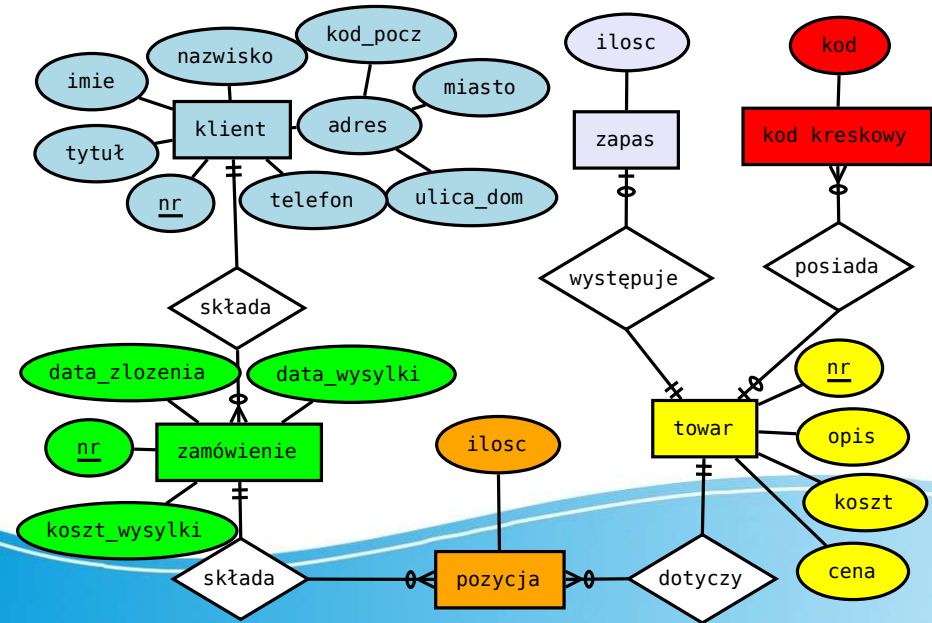 kod_pocz
ilosc
kod
nazwisko
imie
miasto
klient
adres
zapas
kod kreskowy
tytuł
nr
telefon
ulica_dom
występuje
posiada
składa
data_zlozenia
data_wysylki
nr
towar
opis
nr
zamówienie
ilosc
koszt
koszt_wysylki
składa
pozycja
dotyczy
cena